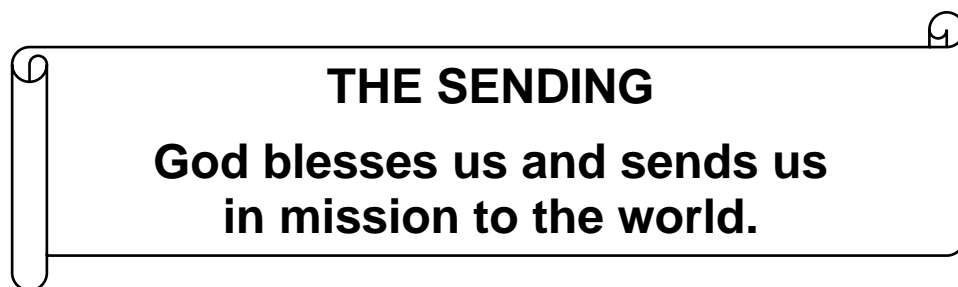 THE SENDING
God blesses us and sends us
in mission to the world.